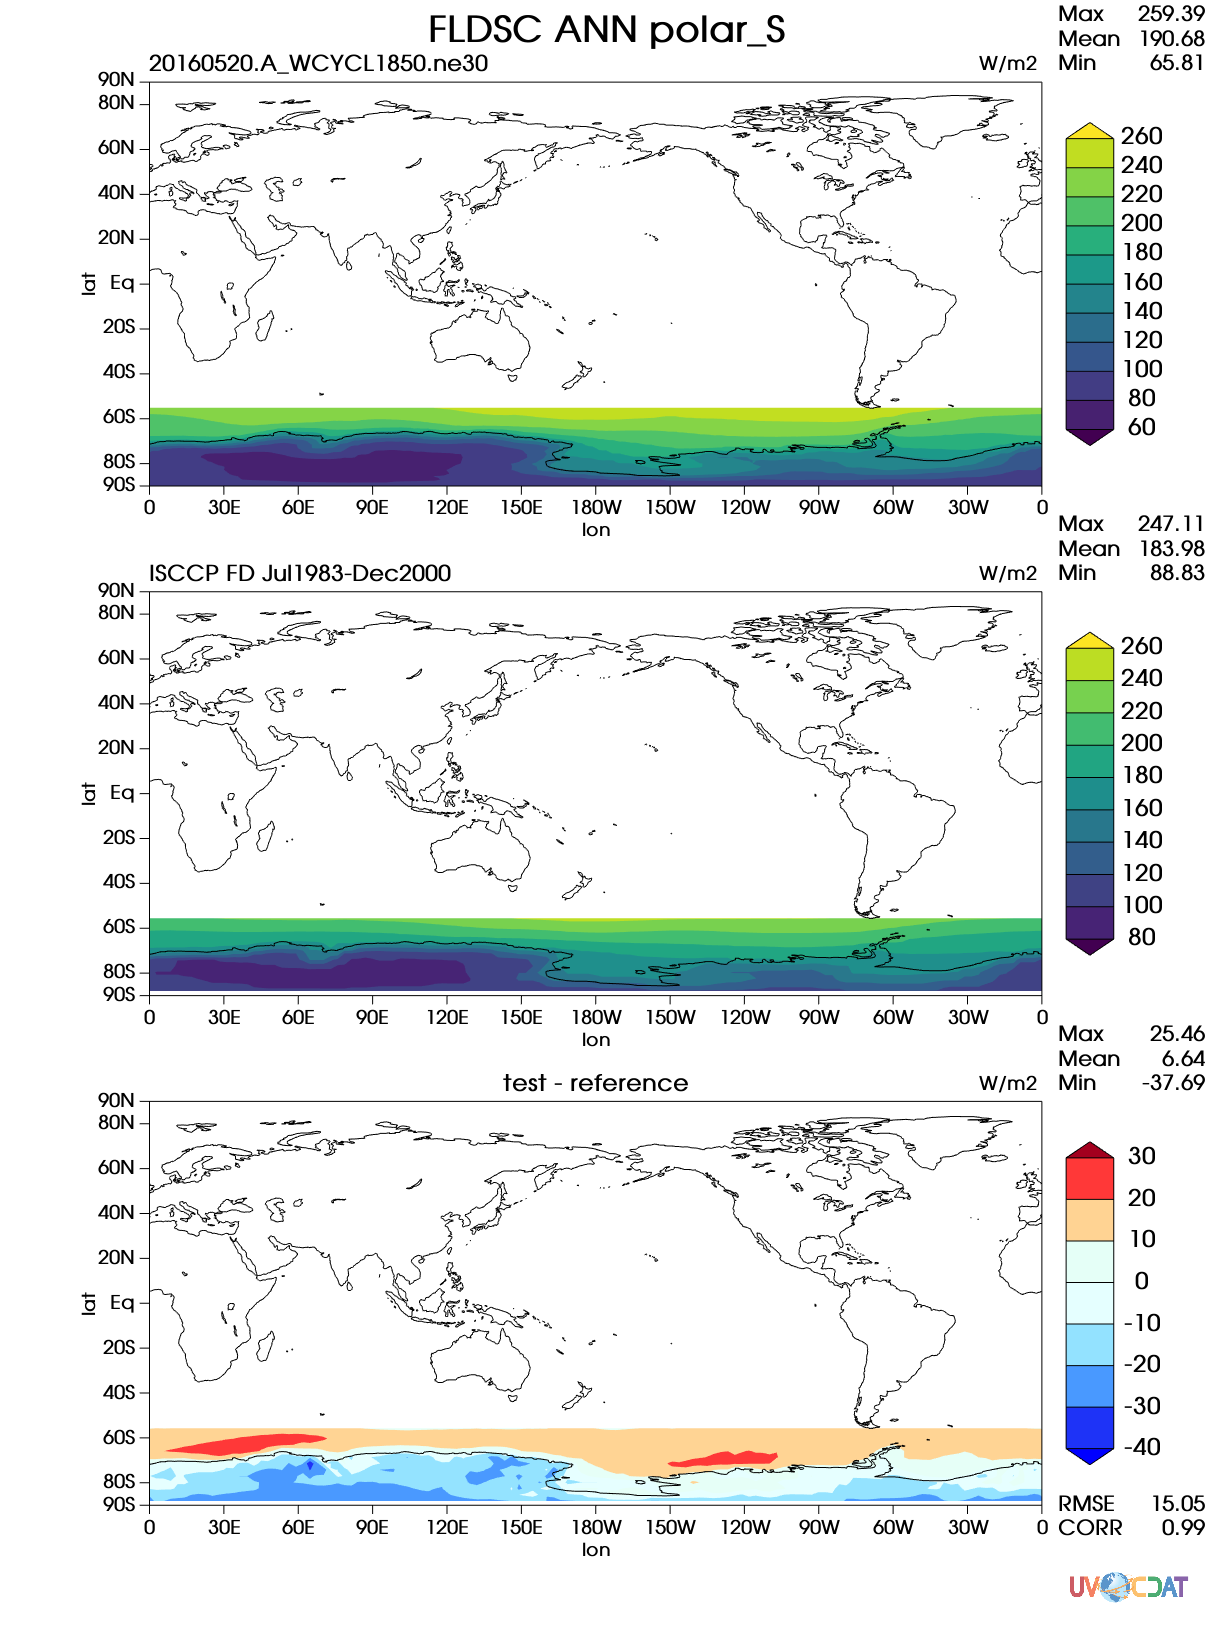 FLDSC ANN polar_S
Max 259.39
Mean 190.68
Min 65.81
20160520.A_WCYCL1850.ne30 W/m2
90N
80N
60N
40N
20N
Eq
20S
40S
60S
80S
90S
lat
0 30E 60E 90E 120E 150E 180W 150W 120W 90W 60W 30W 0
lon
260
240
220
200
180
160
140
120
100
80
60
Max 247.11
Mean 183.98
Min 88.83
ISCCP FD Jul1983-Dec2000 W/m2
90N
80N
60N
40N
20N
Eq
20S
40S
60S
80S
90S
lat
0 30E 60E 90E 120E 150E 180W 150W 120W 90W 60W 30W 0
lon
260
240
220
200
180
160
140
120
100
80
Max 25.46
Mean 6.64
Min -37.69
test - reference W/m2
90N
80N
60N
40N
20N
Eq
20S
40S
60S
80S
90S
lat
0 30E 60E 90E 120E 150E 180W 150W 120W 90W 60W 30W 0
lon
30
20
10
0
-10
-20
-30
-40
RMSE 15.05
CORR 0.99
UV CDAT